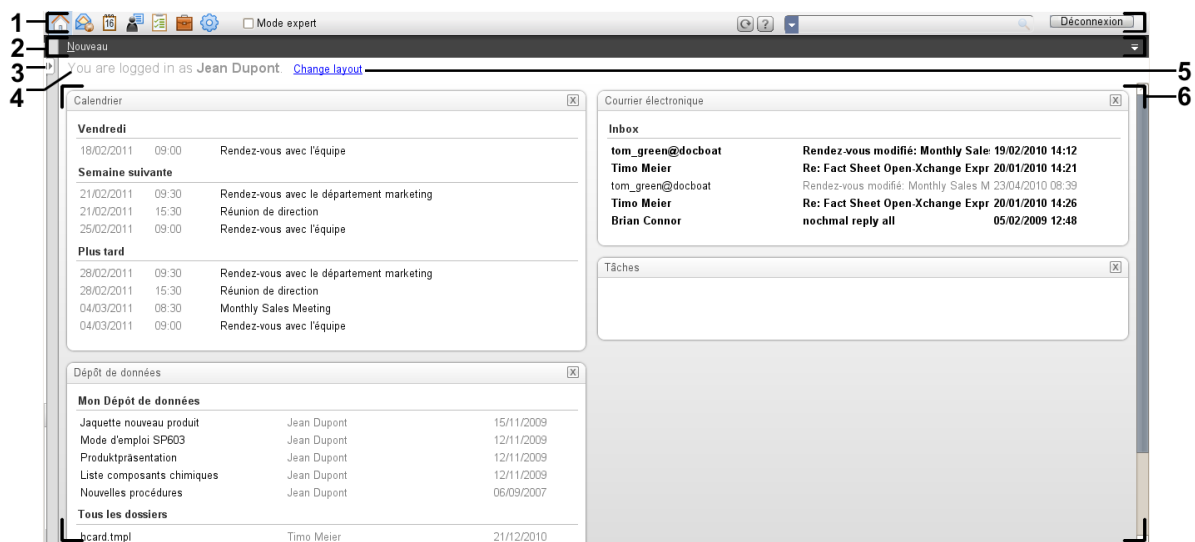 1 16 Mode expert ? Déconnexion
2 Nouveau
3
4 You are logged in as Jean Dupont. Change layout 5
6
Calendrier X
Vendredi
18/02/2011 09:00 Rendez-vous avec l'équipe
Semaine suivante
21/02/2011 09:30 Rendez-vous avec le département marketing
21/02/2011 15:30 Réunion de direction
25/02/2011 09:00 Rendez-vous avec l'équipe
Plus tard
28/02/2011 09:30 Rendez-vous avec le département marketing
28/02/2011 15:30 Réunion de direction
04/03/2011 08:30 Monthly Sales Meeting
04/03/2011 09:00 Rendez-vous avec l'équipe
Dépôt de données X
Mon Dépôt de données
Jaquette nouveau produit Jean Dupont 15/11/2009
Mode d'emploi SP603 Jean Dupont 12/11/2009
Produktpräsentation Jean Dupont 12/11/2009
Liste composants chimiques Jean Dupont 12/11/2009
Nouvelles procédures Jean Dupont 06/09/2007
Tous les dossiers
hcard.tmpl Timo Meier 21/12/2010
Courrier électronique X
Inbox
tom_green@docboat Rendez-vous modifié: Monthly Sale 19/02/2010 14:12
Timo Meier Re: Fact Sheet Open-Xchange Expr 20/01/2010 14:21
tom_green@docboat Rendez-vous modifié: Monthly Sales M 23/04/2010 08:39
Timo Meier Re: Fact Sheet Open-Xchange Expr 20/01/2010 14:26
Brian Connor nochmal reply all 05/02/2009 12:48
Tâches X